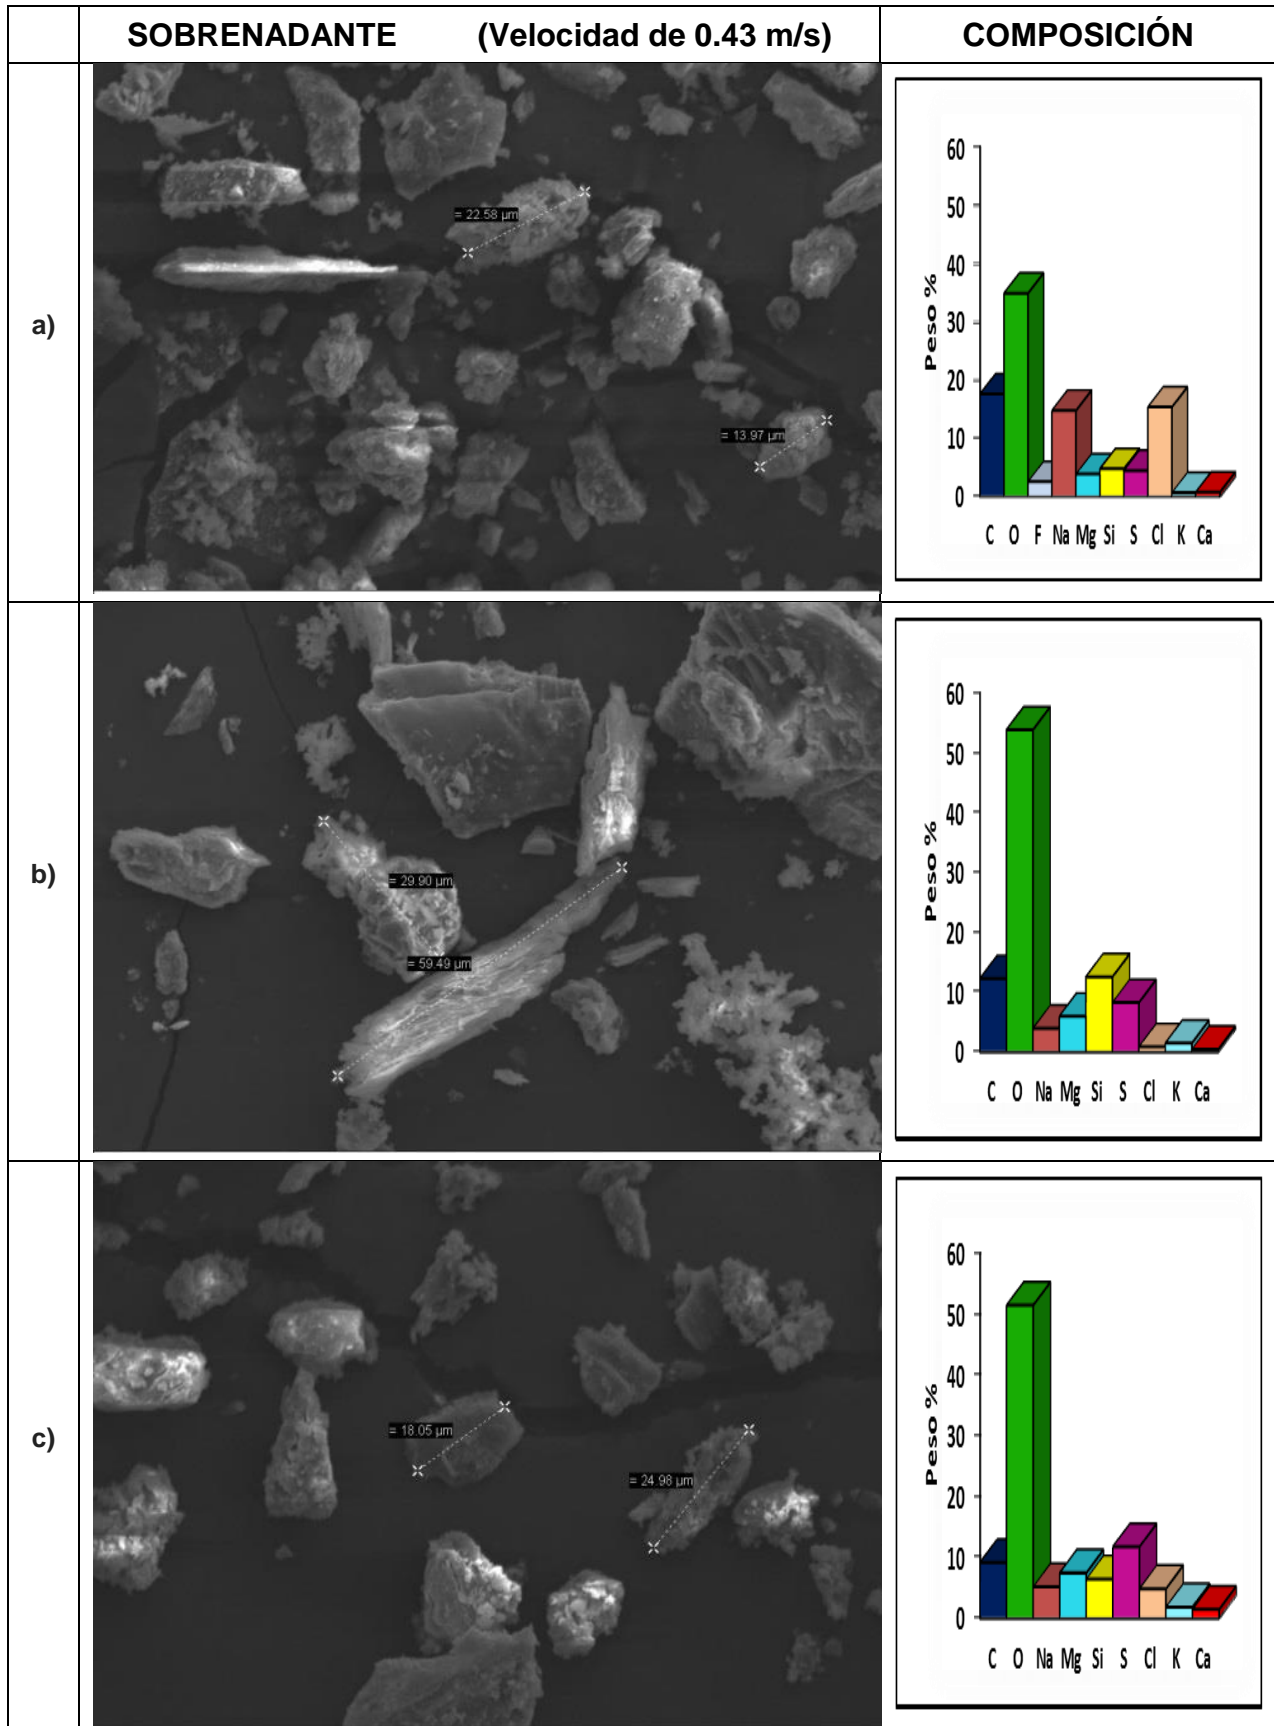 SOBRENADANTE (Velocidad de 0.43 m/s) COMPOSICIÓN
a)
= 22.58 µm
= 13.97 µm
Peso %
60
50
40
30
20
10
0
C O F Na Mg Si S Cl K Ca
b)
= 29.90 µm
= 59.49 µm
Peso %
60
50
40
30
20
10
0
C O Na Mg Si S Cl K Ca
c)
= 18.05 µm
= 24.98 µm
Peso %
60
50
40
30
20
10
0
C O Na Mg Si S Cl K Ca